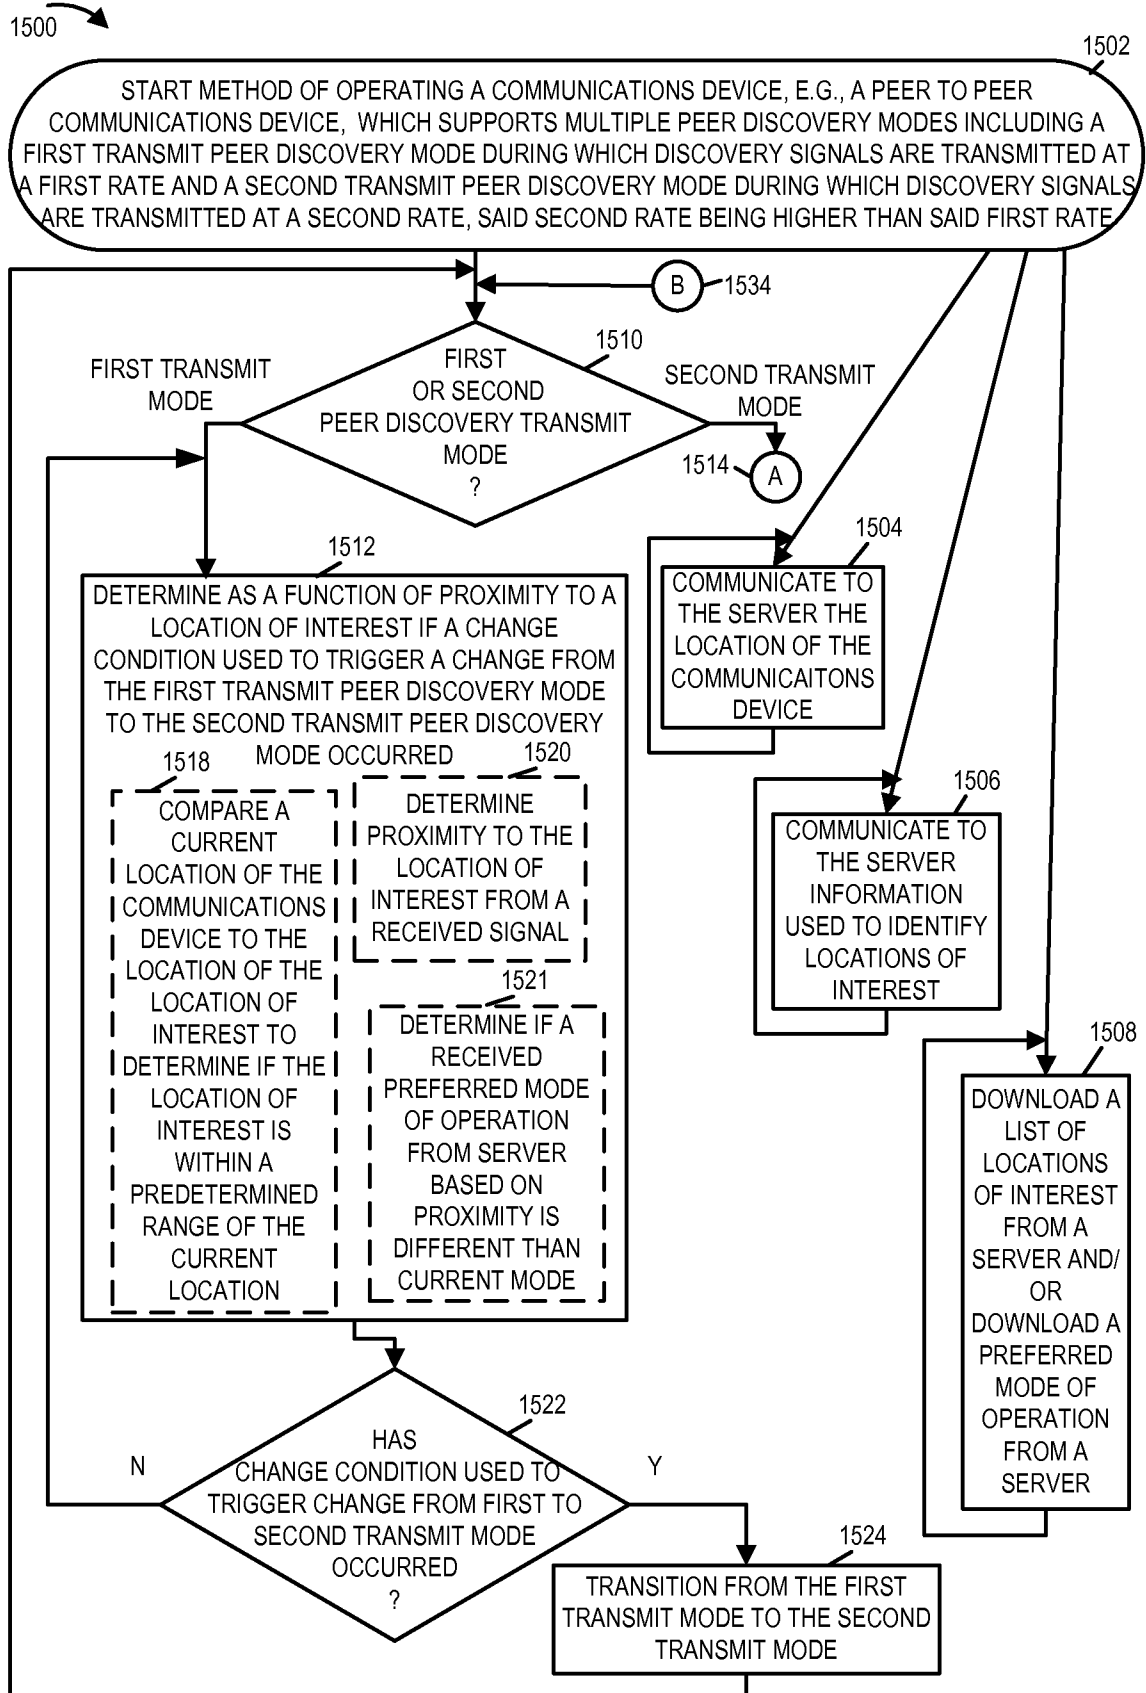 1500
1502
START METHOD OF OPERATING A COMMUNICATIONS DEVICE, E.G., A PEER TO PEER
COMMUNICATIONS DEVICE, WHICH SUPPORTS MULTIPLE PEER DISCOVERY MODES INCLUDING A
FIRST TRANSMIT PEER DISCOVERY MODE DURING WHICH DISCOVERY SIGNALS ARE TRANSMITTED AT
A FIRST RATE AND A SECOND TRANSMIT PEER DISCOVERY MODE DURING WHICH DISCOVERY SIGNALS
ARE TRANSMITTED AT A SECOND RATE, SAID SECOND RATE BEING HIGHER THAN SAID FIRST RATE
B
1534
1510
FIRST
OR SECOND
PEER DISCOVERY TRANSMIT
MODE
?
FIRST TRANSMIT
MODE
SECOND TRANSMIT
MODE
1514
A
1504
COMMUNICATE TO
THE SERVER THE
LOCATION OF THE
COMMUNICAITONS
DEVICE
1512
DETERMINE AS A FUNCTION OF PROXIMITY TO A
LOCATION OF INTEREST IF A CHANGE
CONDITION USED TO TRIGGER A CHANGE FROM
THE FIRST TRANSMIT PEER DISCOVERY MODE
TO THE SECOND TRANSMIT PEER DISCOVERY
MODE OCCURRED
1518
COMPARE A
CURRENT
LOCATION OF THE
COMMUNICATIONS
DEVICE TO THE
LOCATION OF THE
LOCATION OF
INTEREST TO
DETERMINE IF THE
LOCATION OF
INTEREST IS
WITHIN A
PREDETERMINED
RANGE OF THE
CURRENT
LOCATION
1520
DETERMINE
PROXIMITY TO THE
LOCATION OF
INTEREST FROM A
RECEIVED SIGNAL
1521
DETERMINE IF A
RECEIVED
PREFERRED MODE
OF OPERATION
FROM SERVER
BASED ON
PROXIMITY IS
DIFFERENT THAN
CURRENT MODE
1506
COMMUNICATE TO
THE SERVER
INFORMATION
USED TO IDENTIFY
LOCATIONS OF
INTEREST
1508
DOWNLOAD A
LIST OF
LOCATIONS
OF INTEREST
FROM A
SERVER AND/
OR
DOWNLOAD A
PREFERRED
MODE OF
OPERATION
FROM A
SERVER
1522
HAS
CHANGE CONDITION USED TO
TRIGGER CHANGE FROM FIRST TO
SECOND TRANSMIT MODE
OCCURRED
?
N
Y
1524
TRANSITION FROM THE FIRST
TRANSMIT MODE TO THE SECOND
TRANSMIT MODE